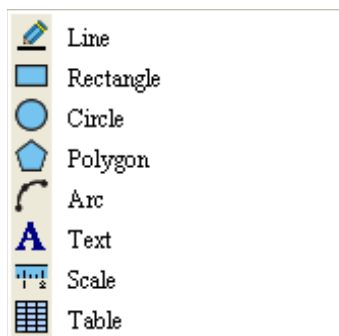 Line
Rectangle
Circle
Polygon
Arc
A Text
Scale
Table